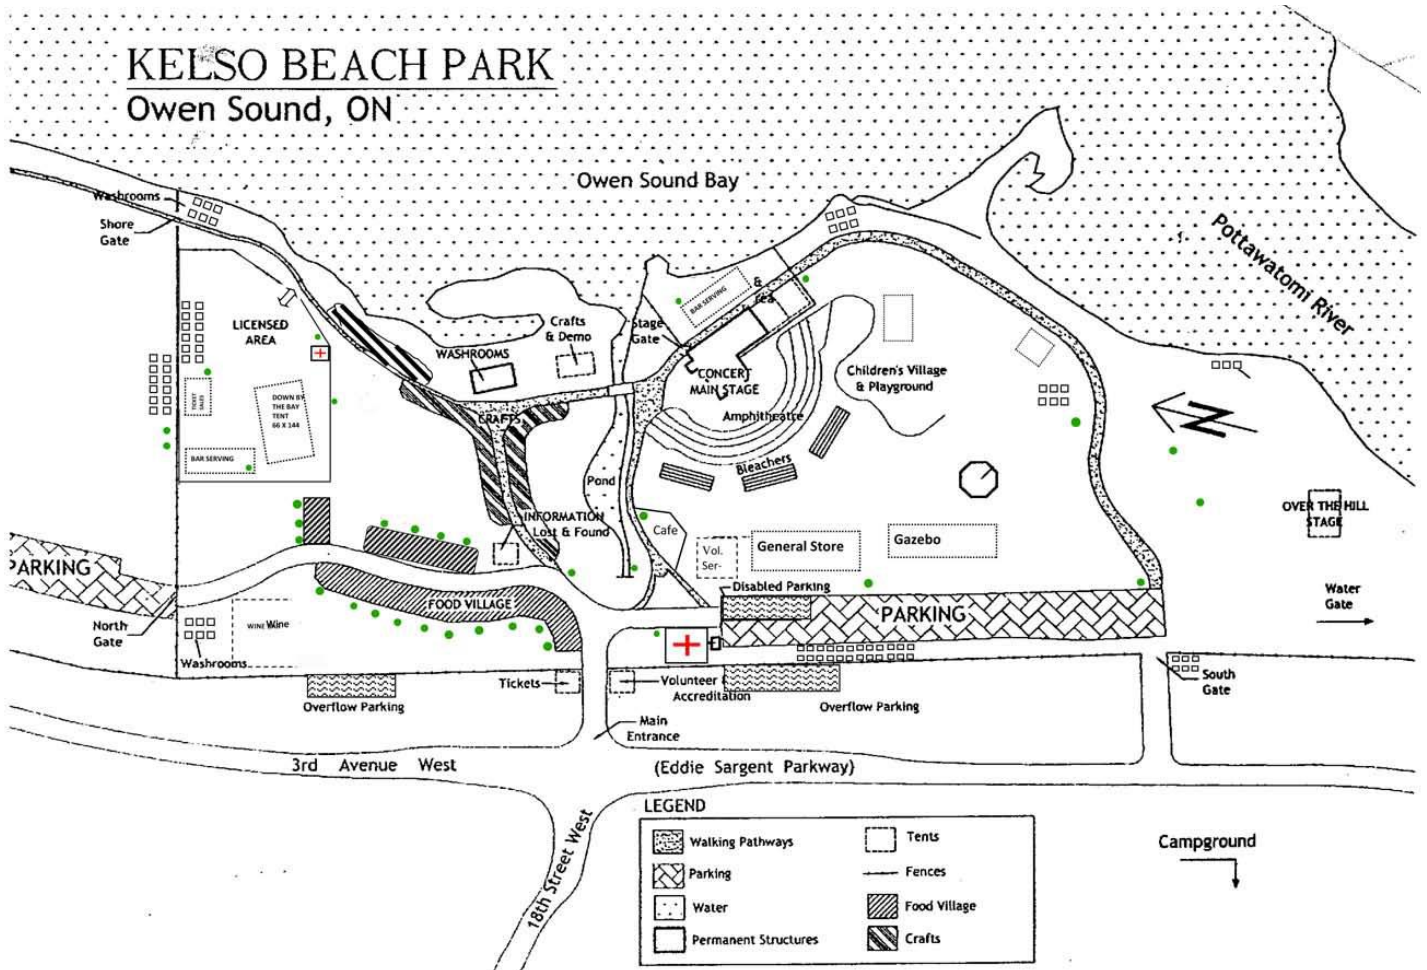 KELSO BEACH PARK
Owen Sound, ON
Owen Sound Bay
Pottawatomi River
Washrooms
Shore
Gate
LICENSED
AREA
TICKET
SALES
DOWN BY
THE BAY
TENT
66 X 144
BAR SERVING
WASHROOMS
Crafts
& Demo
Stage
Gate
BAR SERVING
&
CONCERT
MAIN STAGE
Amphitheatre
Children's Village
& Playground
CRAFTS
Bleachers
Pond
INFORMATION
Lost & Found
Cafe
Vol.
Ser-
General Store
Gazebo
OVER THE HILL
STAGE
Water
Gate
Disabled Parking
PARKING
PARKING
North
Gate
WINE
Wine
FOOD VILLAGE
Washrooms
Tickets
Volunteer
Accreditation
Overflow Parking
Overflow Parking
South
Gate
Main
Entrance
3rd Avenue West
(Eddie Sargent Parkway)
18th Street West
Campground
LEGEND
Walking Pathways
Parking
Water
Permanent Structures
Tents
Fences
Food Village
Crafts
N